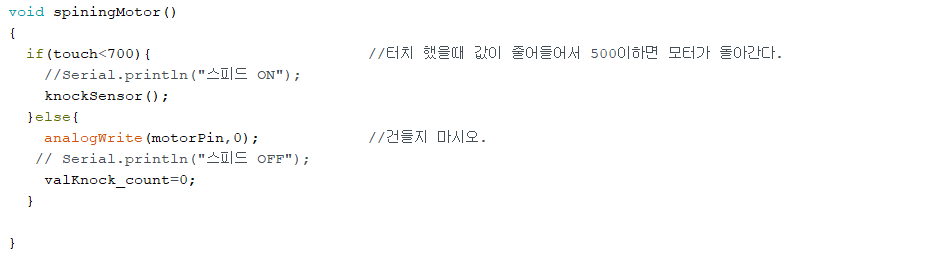 void spiningMotor()
{
if(touch<700){ //터치 했을때 값이 줄어들어서 500이하면 모터가 돌아간다.
//Serial.println("스피드 ON");
knockSensor();
}else{
analogWrite(motorPin,0); //건들지 마시오.
// Serial.println("스피드 OFF");
valKnock_count=0;
}
}